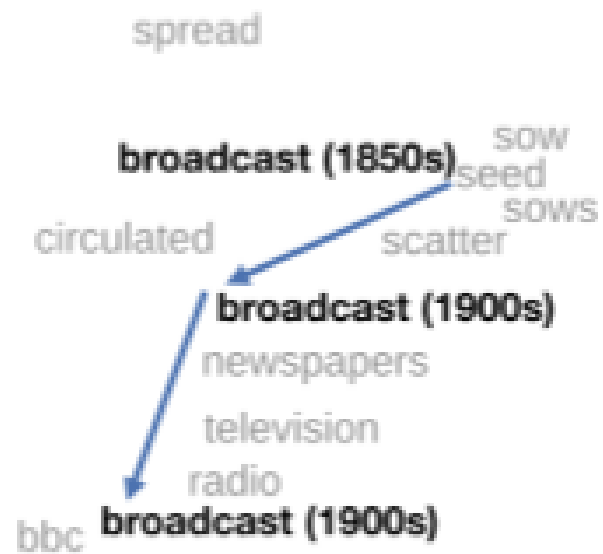 spread
sow
broadcast (1850s)
seed
sows
circulated
scatter
broadcast (1900s)
newspapers
television
radio
broadcast (1900s)
bbc